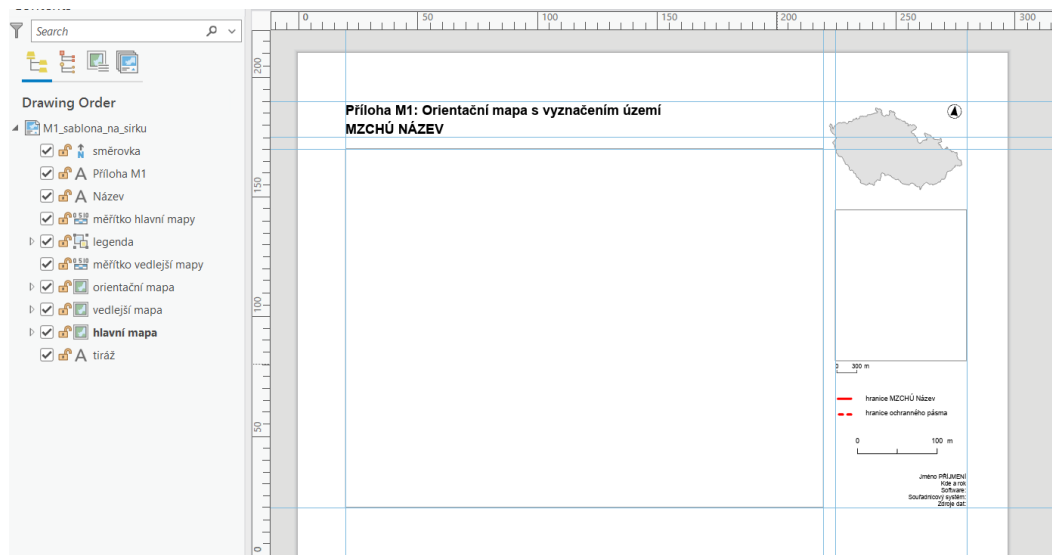 Search
Drawing Order
M1_sablona_na_sirku
směrovka
Příloha M1
Název
měřítko hlavní mapy
legenda
měřítko vedlejší mapy
orientační mapa
vedlejší mapa
hlavní mapa
tiráž
0 50 100 150 200 250 300
200
150
100
50
0
Příloha M1: Orientační mapa s vyznačením území
MZCHÚ NÁZEV
0 300 m
hranice MZCHÚ Název
hranice ochranného pásma
0 100 m
Jméno PŘÍJMENÍ
Kde a rok
Software:
Souřadnicový systém:
Zdroje dat: